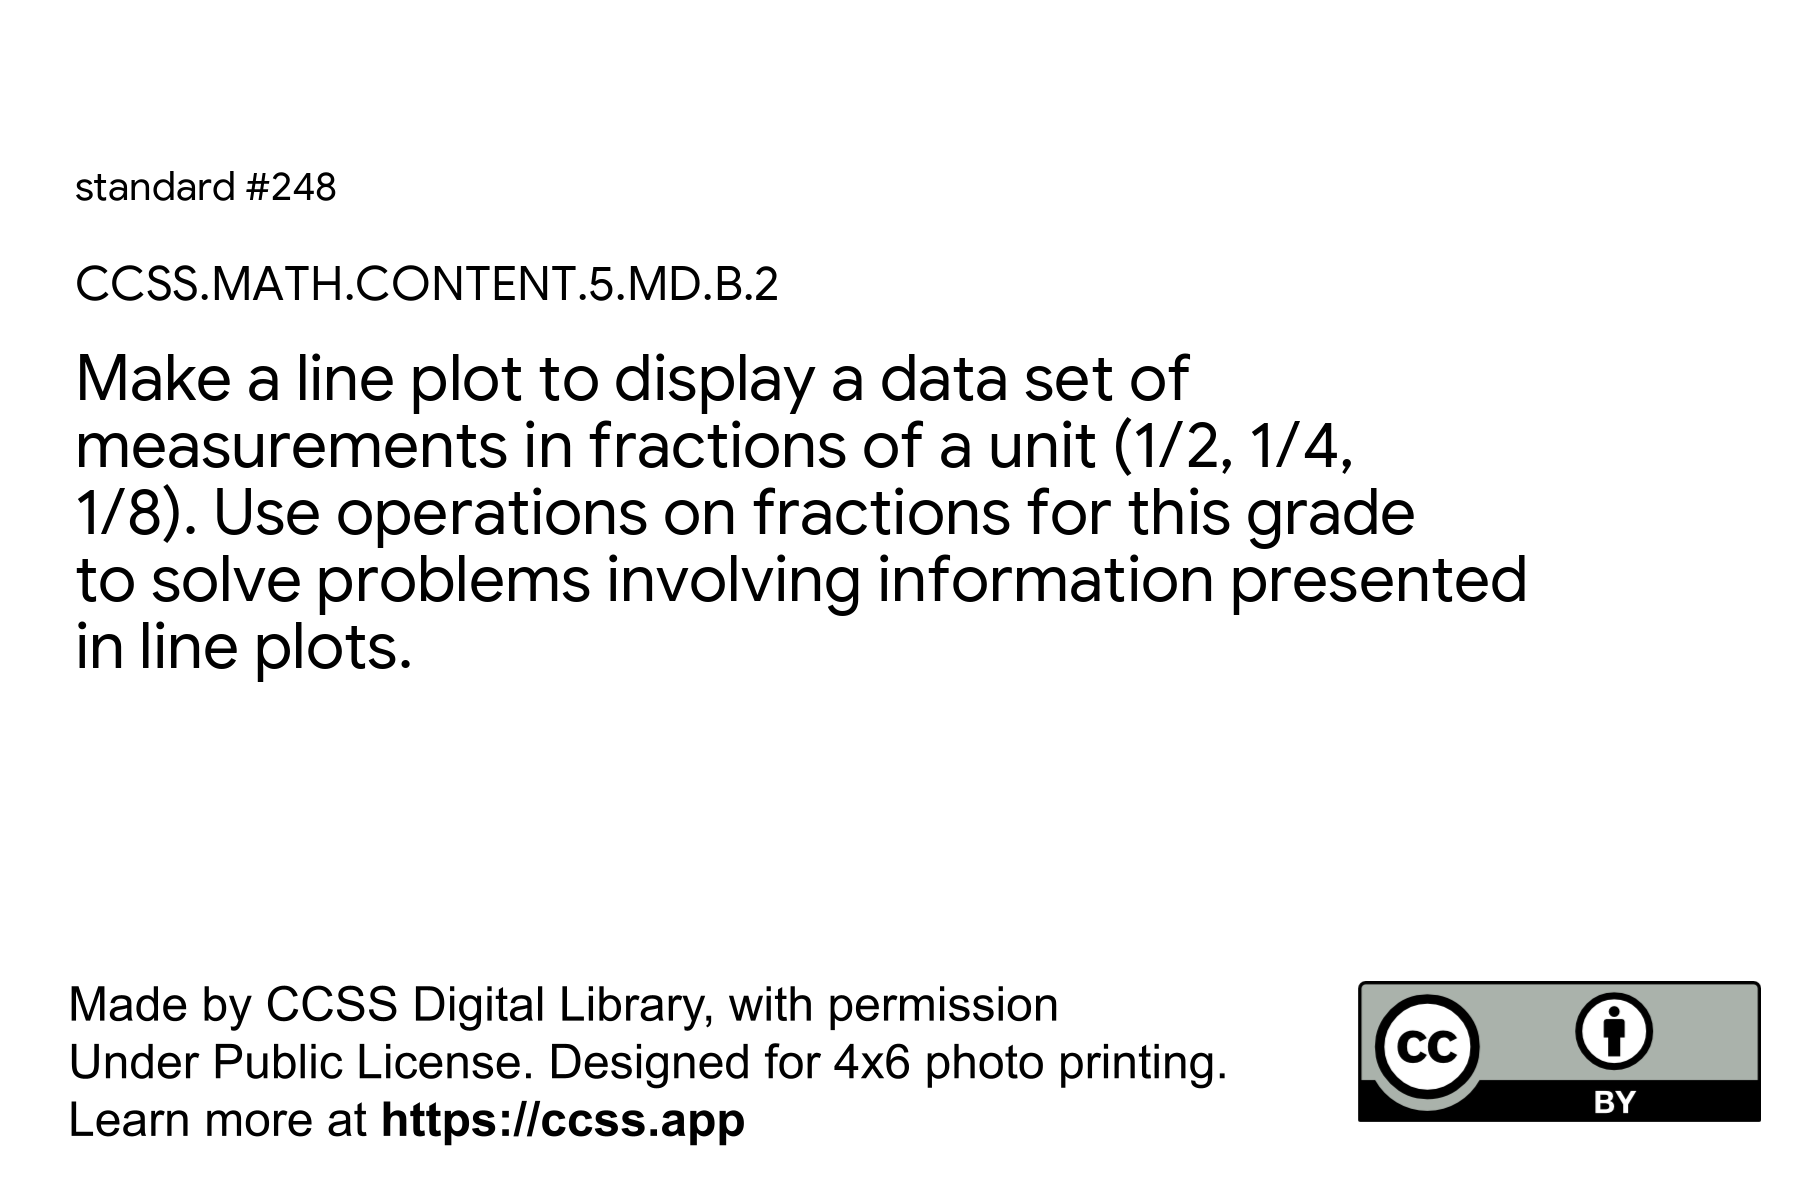 standard #248
CCSS.MATH.CONTENT.5.MD.B.2
Make a line plot to display a data set of
measurements in fractions of a unit (1/2, 1/4,
1/8). Use operations on fractions for this grade
to solve problems involving information presented
in line plots.
Made by CCSS Digital Library, with permission
Under Public License. Designed for 4x6 photo printing.
Learn more at https://ccss.app
CC
BY